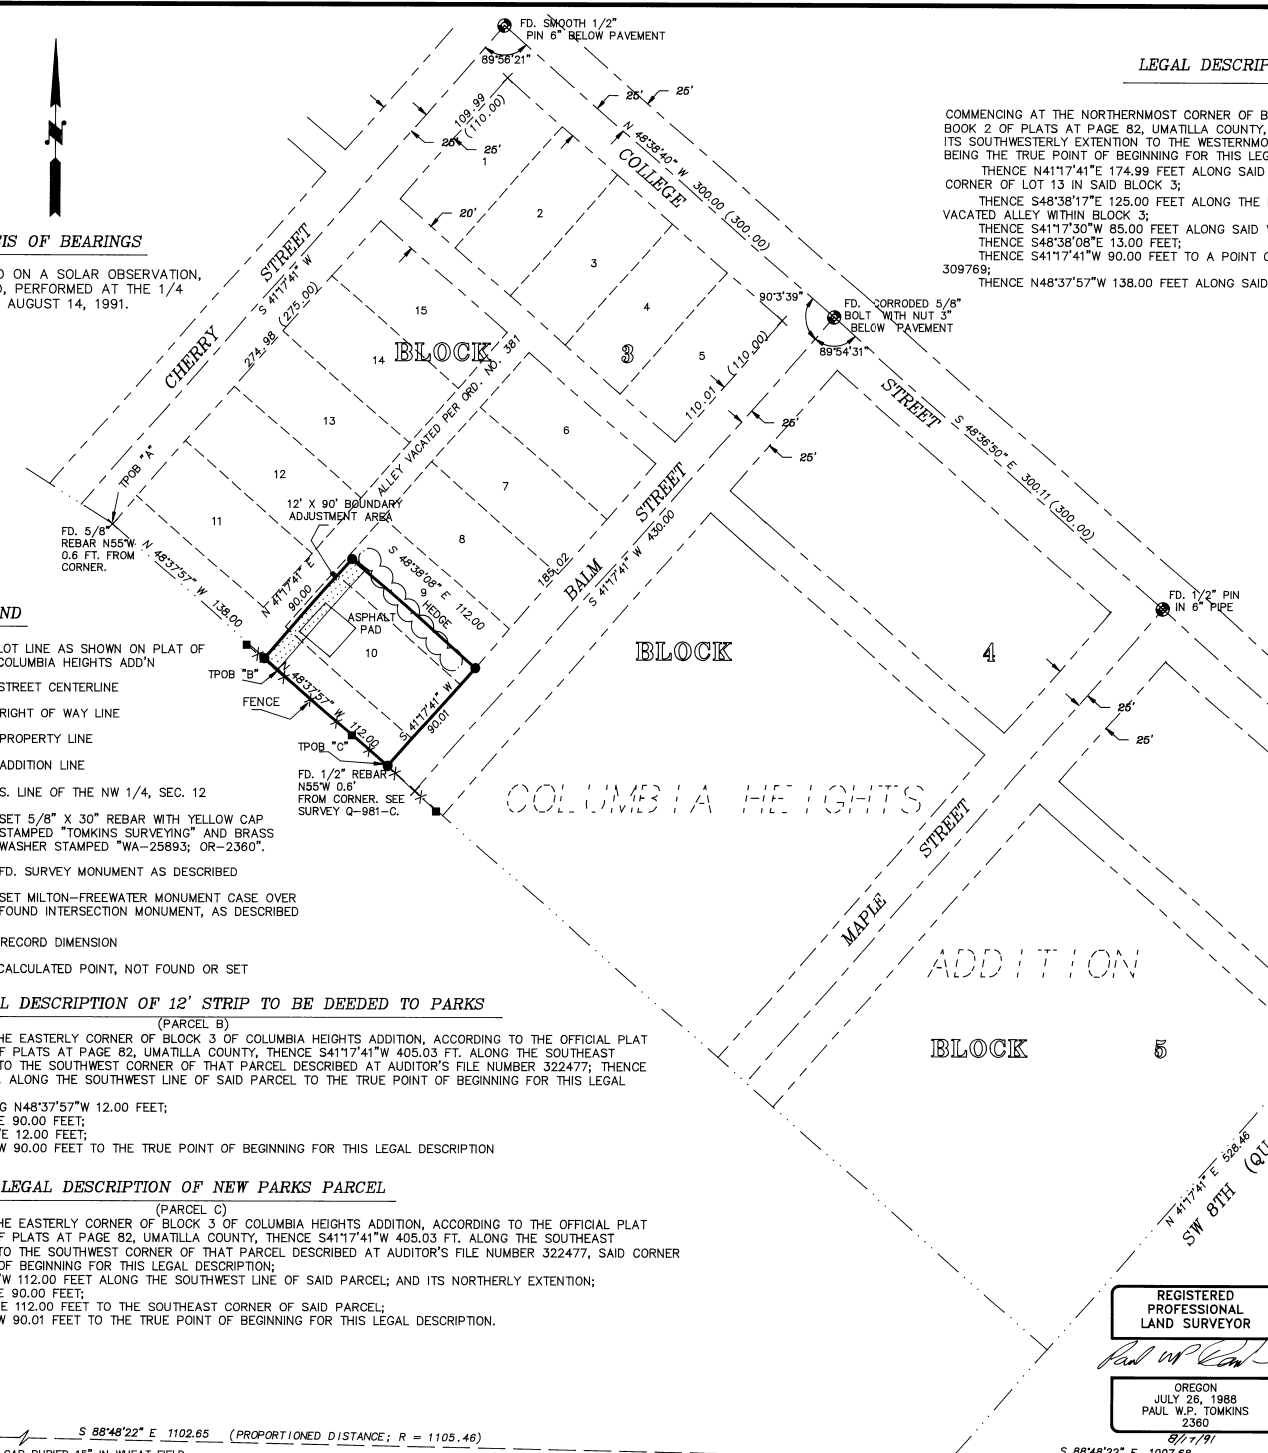 FD. SMOOTH 1/2"
PIN 6" BELOW PAVEMENT
89°56'21"
25'
25'
109.99
(110.00)
25'
25'
1
N 48°38'40" W 300.00 (300.00)
COLLEGE
20'
2
3
4
5
STREET
S 41°17'41" W
274.98 (275.00)
CHERRY
15
14
13
12
11
BLOCK 3
ALLEY VACATED PER ORD. NO. 381
90°3'39"
FD. CORRODED 5/8"
BOLT WITH NUT 3"
BELOW PAVEMENT
89°54'31"
110.01 (110.00)
25'
25'
6
7
8
STREET
S 48°36'50" E 300.11 (300.00)
STREET
BALM
S 41°17'41" W 430.00
185.02
TPOB "A"
FD. 5/8"
REBAR N55°W
0.6 FT. FROM
CORNER.
12' X 90' BOUNDARY
ADJUSTMENT AREA
N 48°37'57" W 138.00
N 41°17'41" E
90.00
S 48°38'08" E 112.00
9
HEDGE
ASPHALT
PAD
10
TPOB "B"
N 48°37'57" W 112.00
FENCE
S 41°17'41" W
90.01
TPOB "C"
FD. 1/2" REBAR
N55°W 0.6'
FROM CORNER. SEE
SURVEY Q-981-C.
FD. 1/2" PIN
IN 6" PIPE
BLOCK 4
25'
25'
COLUMBIA HEIGHTS
STREET
MAPLE
ADDITION
BLOCK 5
N 41°17'41" E 528.46
SW 8TH (QU
LEGAL DESCRIP
COMMENCING AT THE NORTHERNMOST CORNER OF B
BOOK 2 OF PLATS AT PAGE 82, UMATILLA COUNTY,
ITS SOUTHWESTERLY EXTENTION TO THE WESTERNMO
BEING THE TRUE POINT OF BEGINNING FOR THIS LEG
THENCE N41°17'41"E 174.99 FEET ALONG SAID
CORNER OF LOT 13 IN SAID BLOCK 3;
THENCE S48°38'17"E 125.00 FEET ALONG THE
VACATED ALLEY WITHIN BLOCK 3;
THENCE S41°17'30"W 85.00 FEET ALONG SAID
THENCE S48°38'08"E 13.00 FEET;
THENCE S41°17'41"W 90.00 FEET TO A POINT
309769;
THENCE N48°37'57"W 138.00 FEET ALONG SAID
N
IS OF BEARINGS
D ON A SOLAR OBSERVATION,
, PERFORMED AT THE 1/4
AUGUST 14, 1991.
ND
LOT LINE AS SHOWN ON PLAT OF
COLUMBIA HEIGHTS ADD'N
STREET CENTERLINE
RIGHT OF WAY LINE
PROPERTY LINE
ADDITION LINE
S. LINE OF THE NW 1/4, SEC. 12
SET 5/8" X 30" REBAR WITH YELLOW CAP
STAMPED "TOMKINS SURVEYING" AND BRASS
WASHER STAMPED "WA-25893; OR-2360".
FD. SURVEY MONUMENT AS DESCRIBED
SET MILTON-FREEWATER MONUMENT CASE OVER
FOUND INTERSECTION MONUMENT, AS DESCRIBED
RECORD DIMENSION
CALCULATED POINT, NOT FOUND OR SET
L DESCRIPTION OF 12' STRIP TO BE DEEDED TO PARKS
(PARCEL B)
HE EASTERLY CORNER OF BLOCK 3 OF COLUMBIA HEIGHTS ADDITION, ACCORDING TO THE OFFICIAL PLAT
F PLATS AT PAGE 82, UMATILLA COUNTY, THENCE S41°17'41"W 405.03 FT. ALONG THE SOUTHEAST
TO THE SOUTHWEST CORNER OF THAT PARCEL DESCRIBED AT AUDITOR'S FILE NUMBER 322477; THENCE
. ALONG THE SOUTHWEST LINE OF SAID PARCEL TO THE TRUE POINT OF BEGINNING FOR THIS LEGAL
G N48°37'57"W 12.00 FEET;
E 90.00 FEET;
"E 12.00 FEET;
W 90.00 FEET TO THE TRUE POINT OF BEGINNING FOR THIS LEGAL DESCRIPTION
LEGAL DESCRIPTION OF NEW PARKS PARCEL
(PARCEL C)
HE EASTERLY CORNER OF BLOCK 3 OF COLUMBIA HEIGHTS ADDITION, ACCORDING TO THE OFFICIAL PLAT
F PLATS AT PAGE 82, UMATILLA COUNTY, THENCE S41°17'41"W 405.03 FT. ALONG THE SOUTHEAST
TO THE SOUTHWEST CORNER OF THAT PARCEL DESCRIBED AT AUDITOR'S FILE NUMBER 322477, SAID CORNER
OF BEGINNING FOR THIS LEGAL DESCRIPTION;
"W 112.00 FEET ALONG THE SOUTHWEST LINE OF SAID PARCEL; AND ITS NORTHERLY EXTENTION;
E 90.00 FEET;
E 112.00 FEET TO THE SOUTHEAST CORNER OF SAID PARCEL;
W 90.01 FEET TO THE TRUE POINT OF BEGINNING FOR THIS LEGAL DESCRIPTION.
REGISTERED
PROFESSIONAL
LAND SURVEYOR
OREGON
JULY 26, 1988
PAUL W.P. TOMKINS
2360
8/17/91
S 88°48'22" E 1102.65 (PROPORTIONED DISTANCE; R = 1105.46)